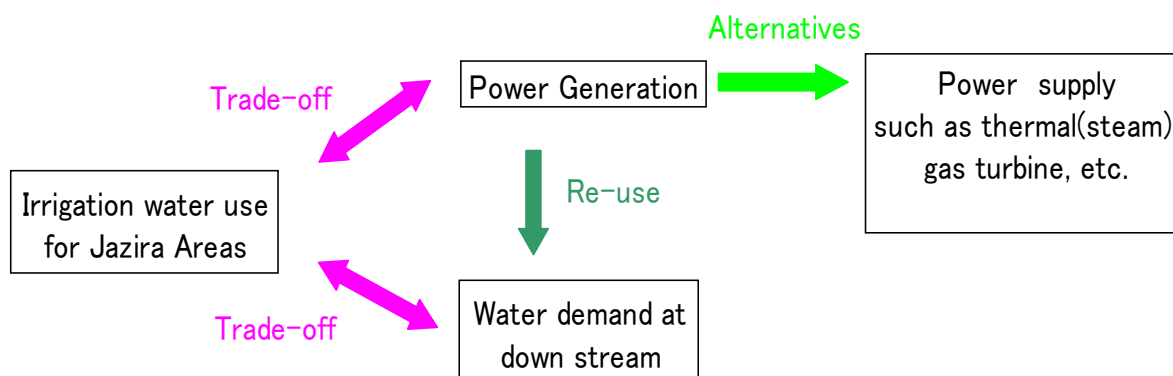 Alternatives
Trade-off
Power Generation
Power supply
such as thermal(steam)
gas turbine, etc.
Irrigation water use
for Jazira Areas
Re-use
Trade-off
Water demand at
down stream